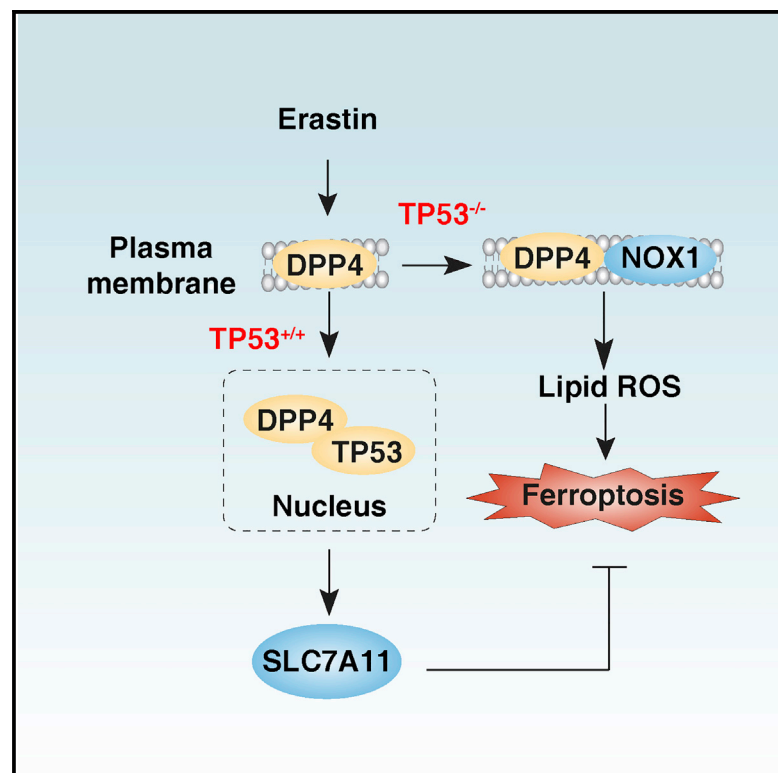 Erastin
TP53-/-
Plasma
membrane
DPP4
DPP4
NOX1
TP53+/+
Lipid ROS
DPP4
TP53
Nucleus
Ferroptosis
SLC7A11